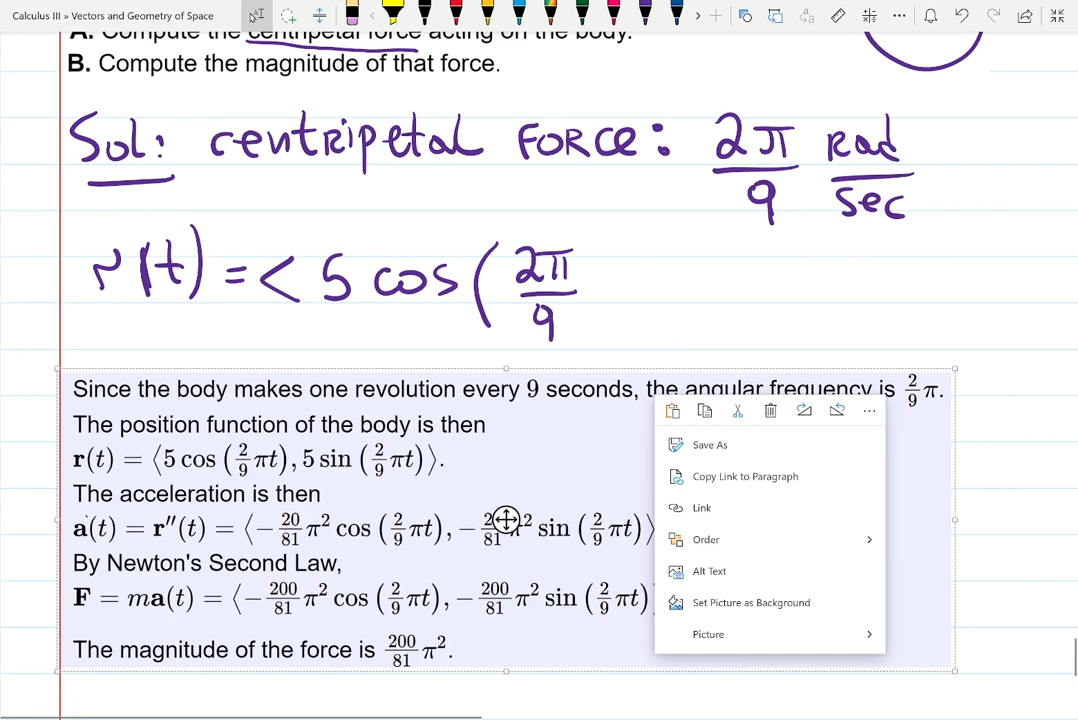 Calculus III » Vectors and Geometry of Space
A. Compute the centripetal force acting on the body.
B. Compute the magnitude of that force.
Sol: centripetal FORCE: 2π/9 Rad/sec
r(t) = < 5 cos( 2π/9
Since the body makes one revolution every 9 seconds, the angular frequency is 2/9 π.
The position function of the body is then
r(t) = ⟨5 cos (2/9 πt), 5 sin (2/9 πt)⟩.
The acceleration is then
a(t) = r″(t) = ⟨−20/81 π² cos (2/9 πt), − sin (2/9 πt)⟩
By Newton's Second Law,
F = ma(t) = ⟨−200/81 π² cos (2/9 πt), −200/81 π² sin (2/9 πt)
The magnitude of the force is 200/81 π².
Save As
Copy Link to Paragraph
Link
Order
Alt Text
Set Picture as Background
Picture